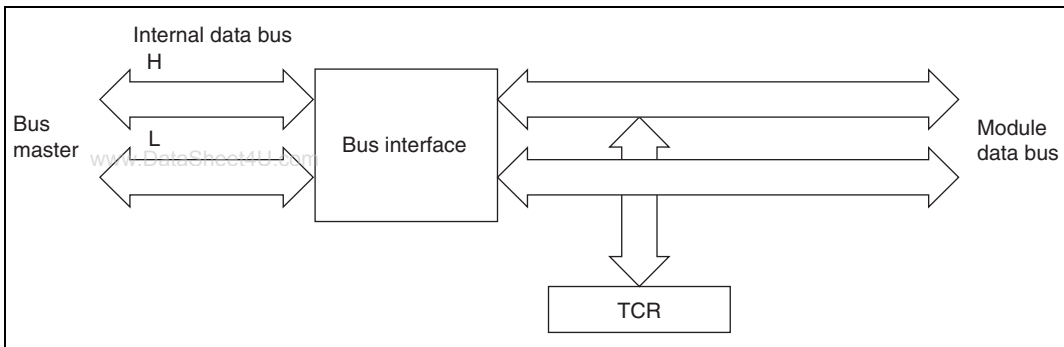 Internal data bus
H
Bus
master
L
www.DataSheet4U.com
Bus interface
Module
data bus
TCR